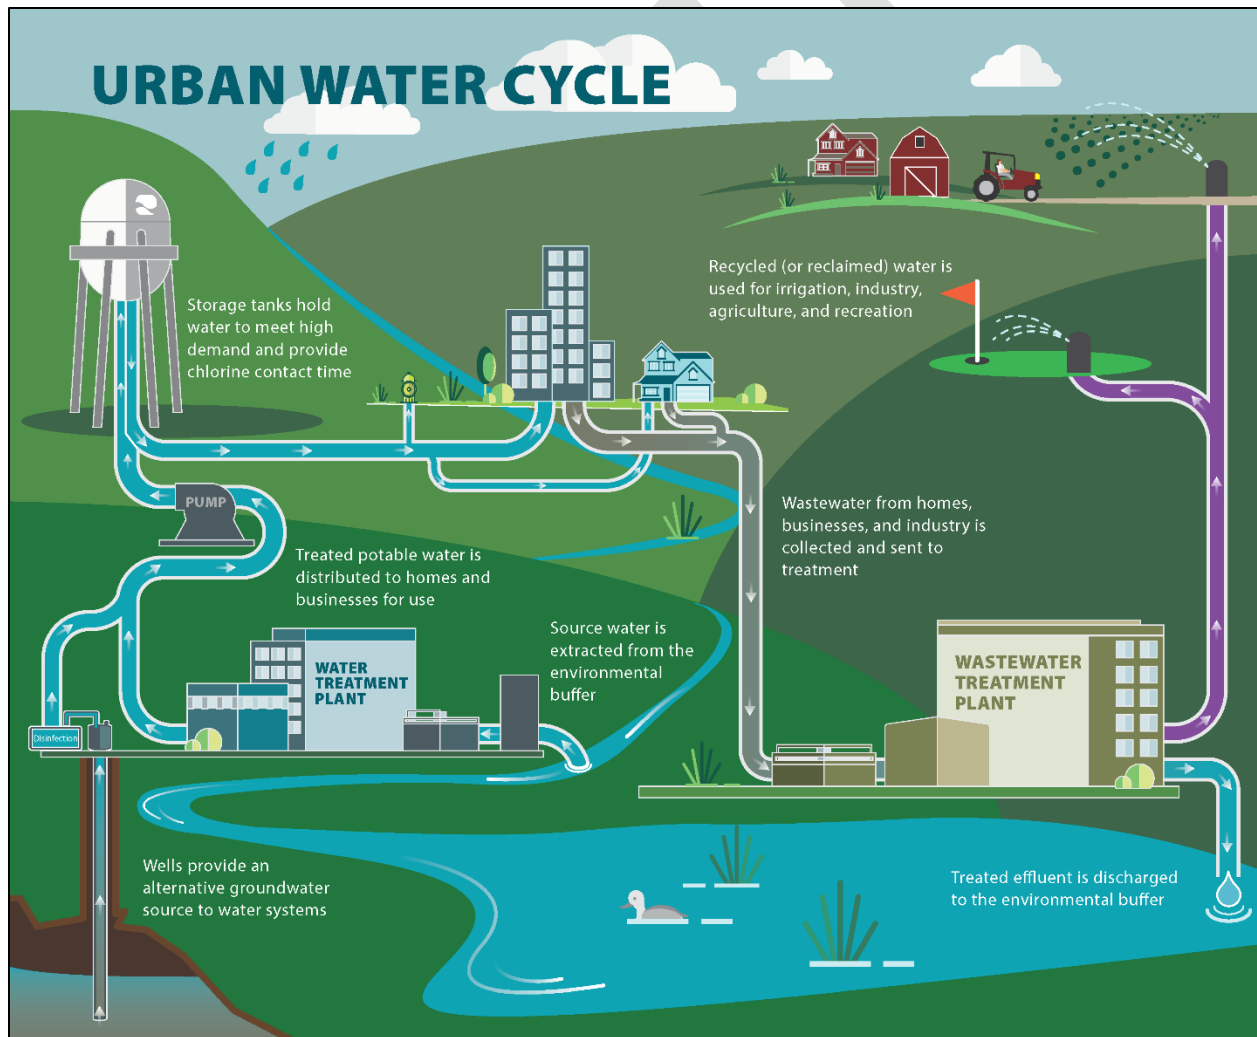 URBAN WATER CYCLE
Storage tanks hold
water to meet high
demand and provide
chlorine contact time
Recycled (or reclaimed) water is
used for irrigation, industry,
agriculture, and recreation
PUMP
Treated potable water is
distributed to homes and
businesses for use
Wastewater from homes,
businesses, and industry is
collected and sent to
treatment
Source water is
extracted from the
environmental
buffer
WATER
TREATMENT
PLANT
WASTEWATER
TREATMENT
PLANT
Disinfection
Wells provide an
alternative groundwater
source to water systems
Treated effluent is discharged
to the environmental buffer